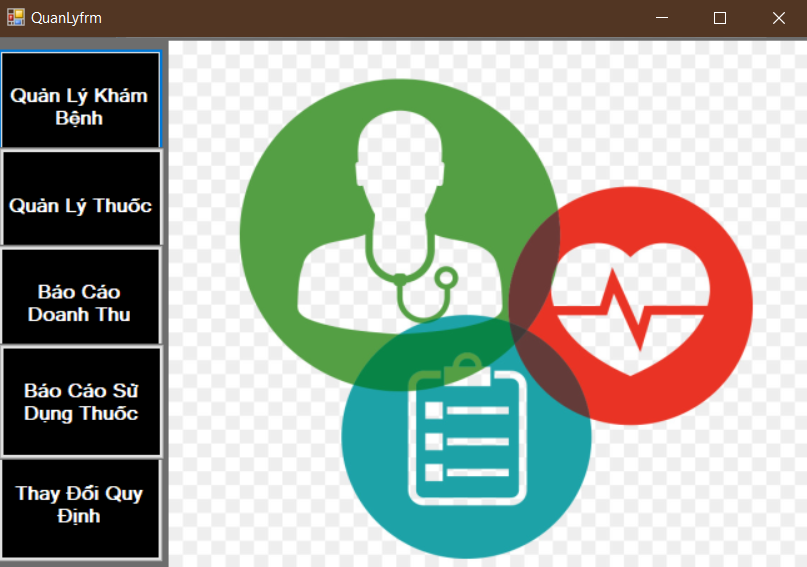 QuanLyfrm
Quản Lý Khám
Bệnh
Quản Lý Thuốc
Báo Cáo
Doanh Thu
Báo Cáo Sử
Dụng Thuốc
Thay Đổi Quy
Định